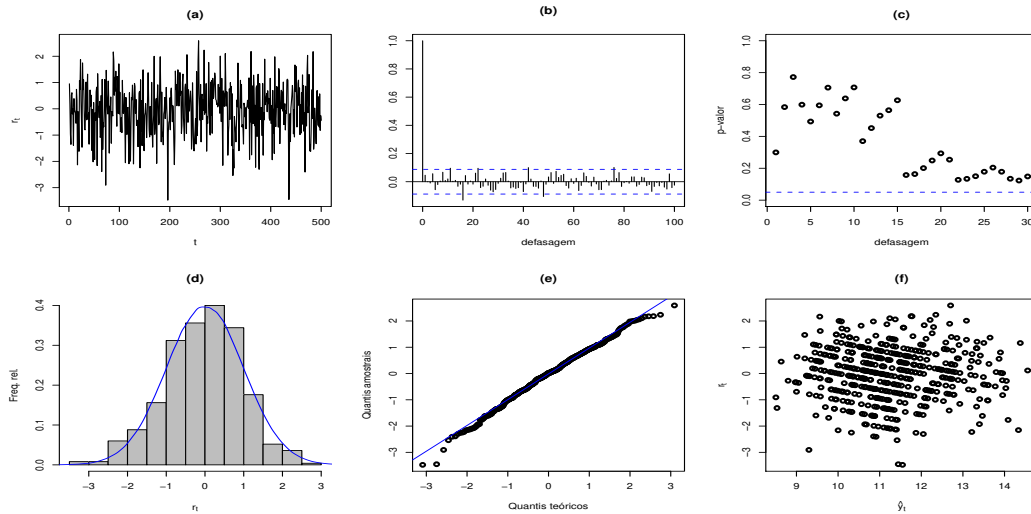 (a)
r_t
2
1
0
−1
−2
−3
0 100 200 300 400 500
t
(b)
1.0
0.8
0.6
0.4
0.2
0.0
0 20 40 60 80 100
defasagem
(c)
p-valor
1.0
0.8
0.6
0.4
0.2
0.0
0 5 10 15 20 25 30
defasagem
(d)
Freq. rel.
0.4
0.3
0.2
0.1
0.0
−3 −2 −1 0 1 2 3
r_t
(e)
Quantis amostrais
2
1
0
−1
−2
−3
−3 −2 −1 0 1 2 3
Quantis teóricos
(f)
r_t
2
1
0
−1
−2
−3
9 10 11 12 13 14
ŷ_t